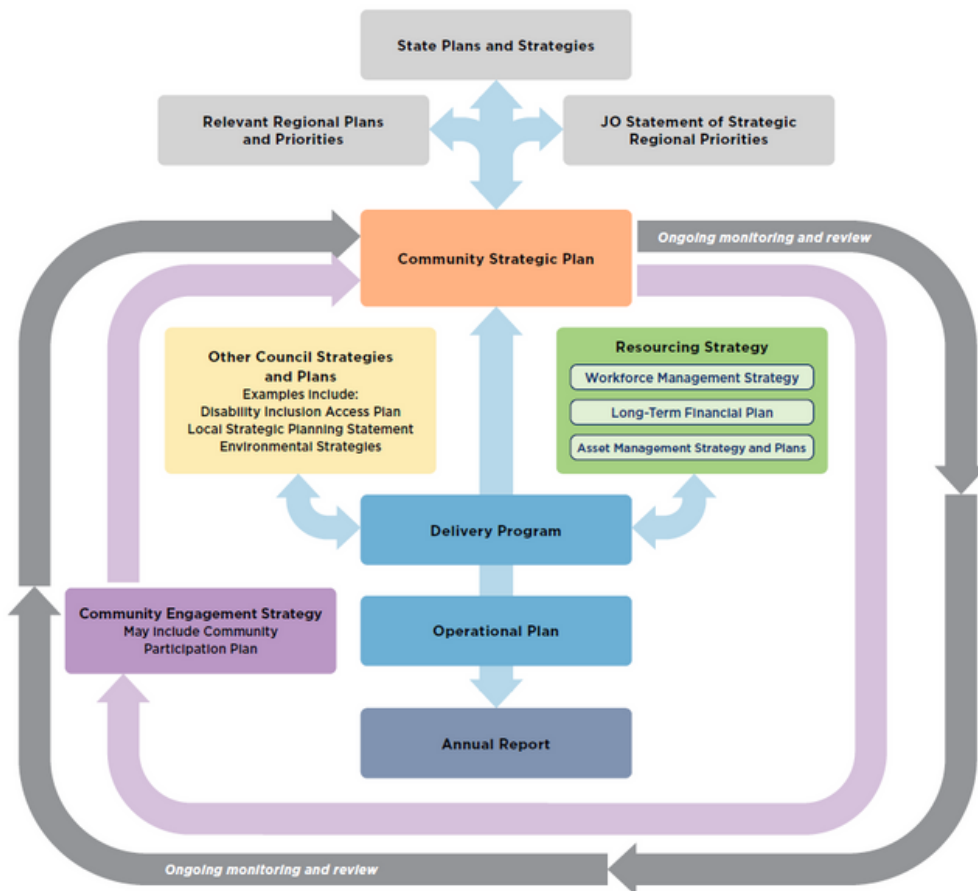 State Plans and Strategies
Relevant Regional Plans
and Priorities
JO Statement of Strategic
Regional Priorities
Ongoing monitoring and review
Community Strategic Plan
Other Council Strategies
and Plans
Examples include:
Disability Inclusion Access Plan
Local Strategic Planning Statement
Environmental Strategies
Resourcing Strategy
Workforce Management Strategy
Long-Term Financial Plan
Asset Management Strategy and Plans
Delivery Program
Community Engagement Strategy
May include Community
Participation Plan
Operational Plan
Annual Report
Ongoing monitoring and review